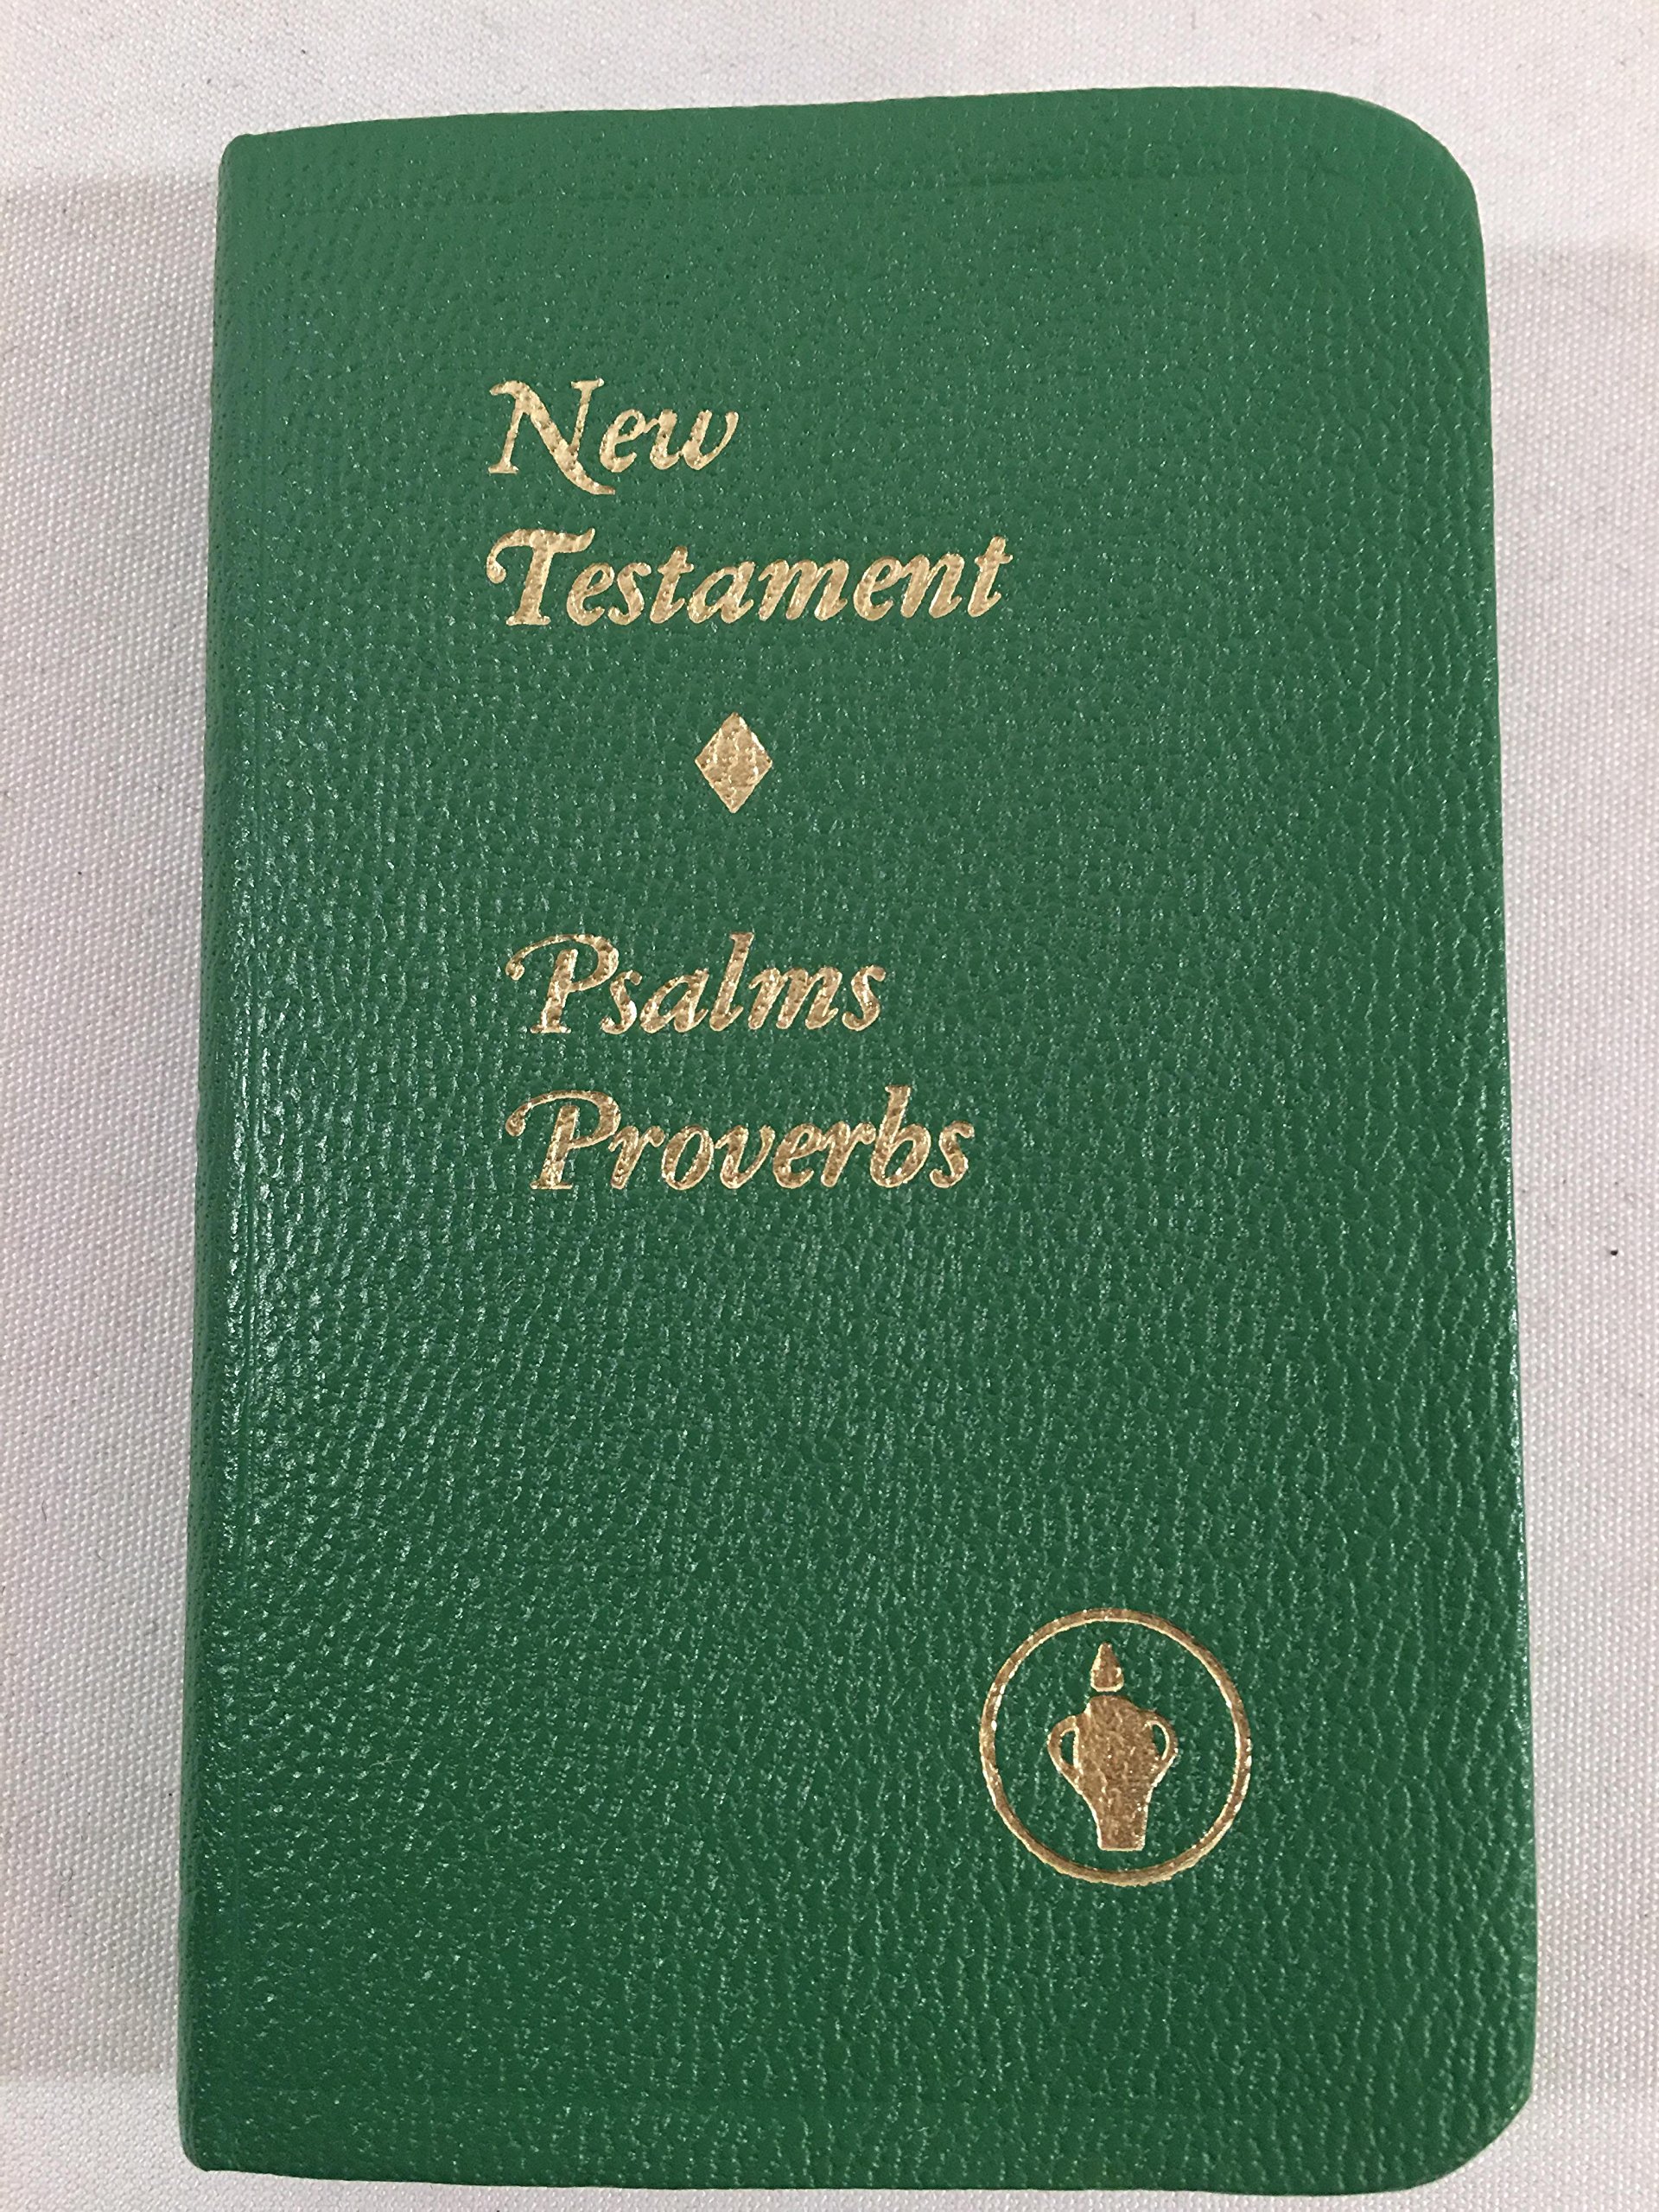 New
Testament
Psalms
Proverbs